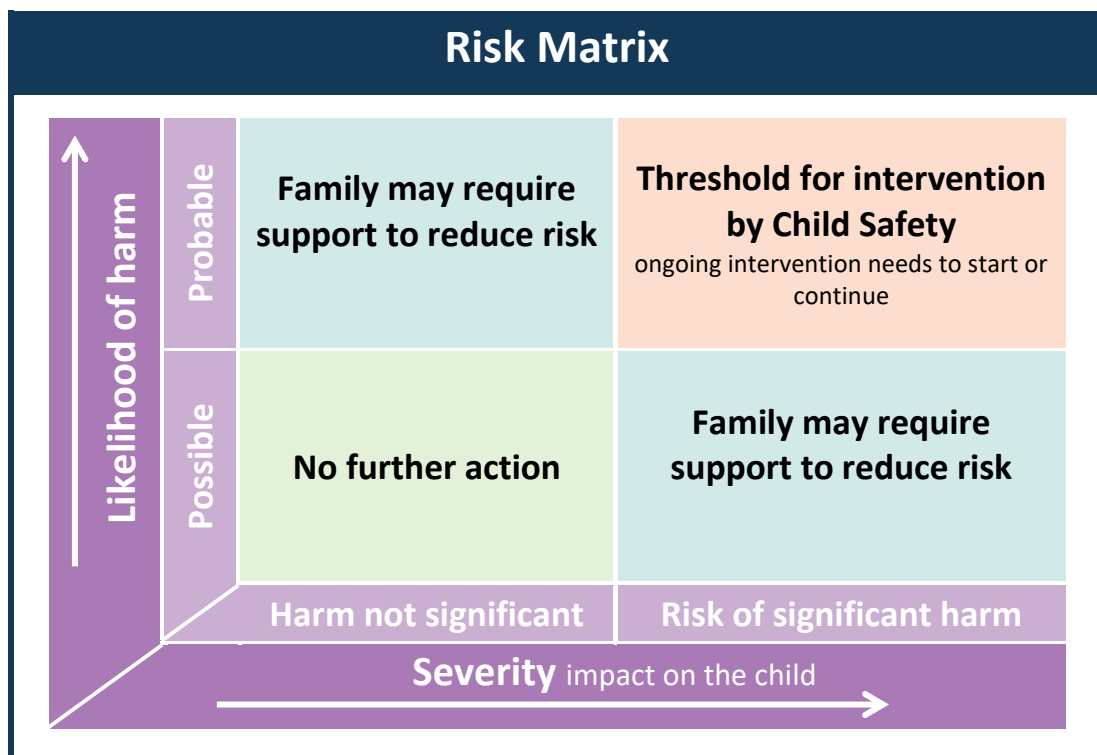 Risk Matrix
Likelihood of harm
Probable
Family may require
support to reduce risk
Threshold for intervention
by Child Safety
ongoing intervention needs to start or
continue
Possible
No further action
Family may require
support to reduce risk
Harm not significant
Risk of significant harm
Severity impact on the child